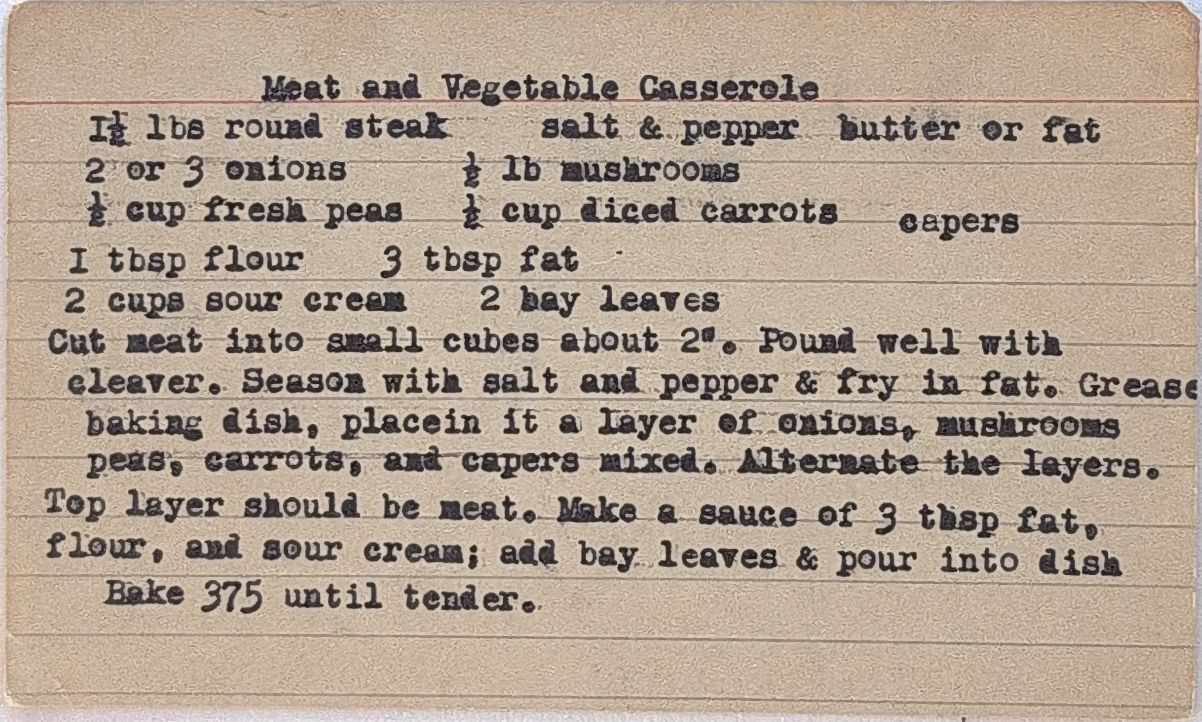 Meat and Vegetable Casserole
I½ lbs round steak salt & pepper butter or fat
2 or 3 onions ½ lb mushrooms
½ cup fresh peas ½ cup diced carrots capers
I tbsp flour 3 tbsp fat
2 cups sour cream 2 bay leaves
Cut meat into small cubes about 2". Pound well with
cleaver. Season with salt and pepper & fry in fat. Grease
baking dish, placein it a layer of onions, mushrooms
peas, carrots, and capers mixed. Alternate the layers.
Top layer should be meat. Make a sauce of 3 tbsp fat,
flour, and sour cream; add bay leaves & pour into dish
Bake 375 until tender.